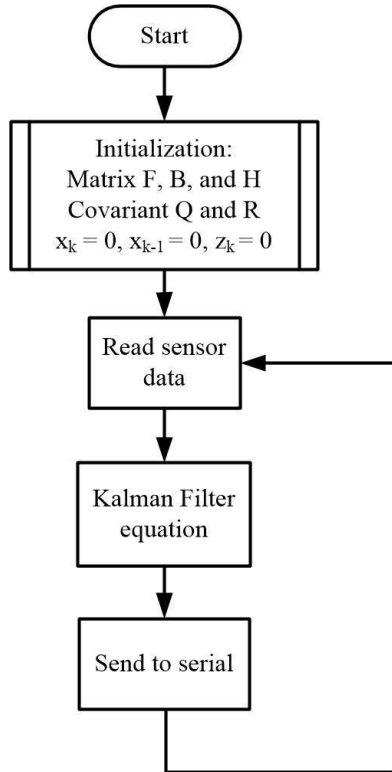 Start
Initialization:
Matrix F, B, and H
Covariant Q and R
xₖ = 0, xₖ₋₁ = 0, zₖ = 0
Read sensor
data
Kalman Filter
equation
Send to serial